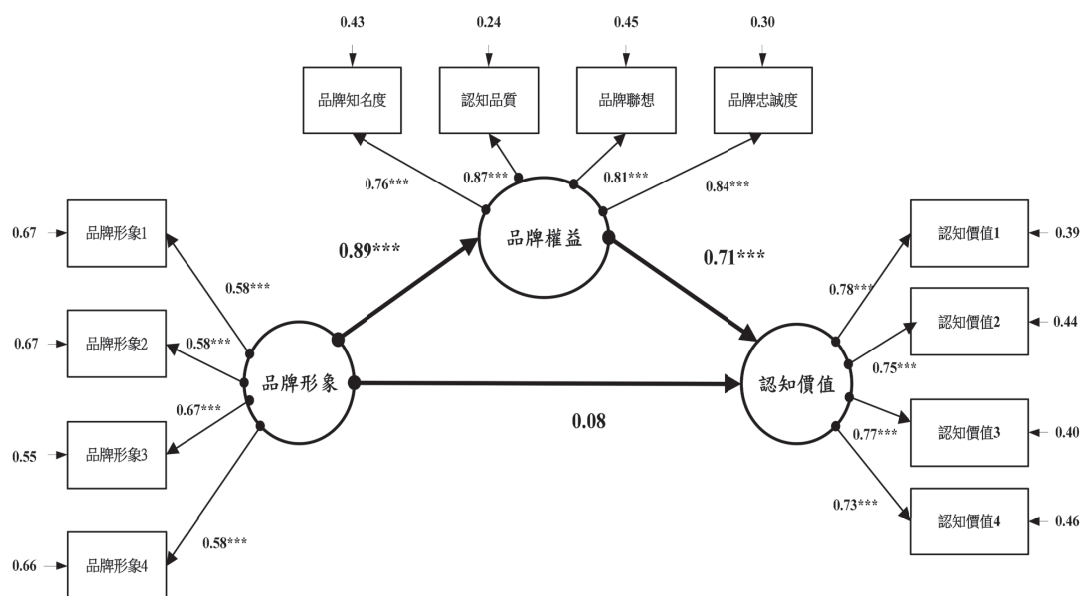 0.43
0.24
0.45
0.30
品牌知名度
認知品質
品牌聯想
品牌忠誠度
0.76***
0.87***
0.81***
0.84***
品牌權益
0.89***
0.71***
0.67
品牌形象1
0.58***
0.67
品牌形象2
0.58***
品牌形象
0.67***
0.55
品牌形象3
0.58***
0.66
品牌形象4
0.08
認知價值
認知價值1
0.39
0.78***
認知價值2
0.44
0.75***
認知價值3
0.40
0.77***
認知價值4
0.46
0.73***